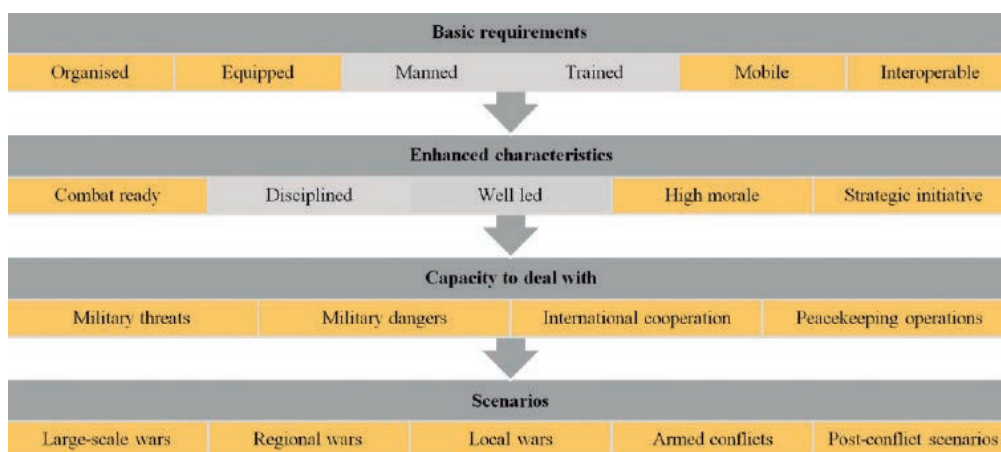 Basic requirements
Organised Equipped Manned Trained Mobile Interoperable
Enhanced characteristics
Combat ready Disciplined Well led High morale Strategic initiative
Capacity to deal with
Military threats Military dangers International cooperation Peacekeeping operations
Scenarios
Large-scale wars Regional wars Local wars Armed conflicts Post-conflict scenarios